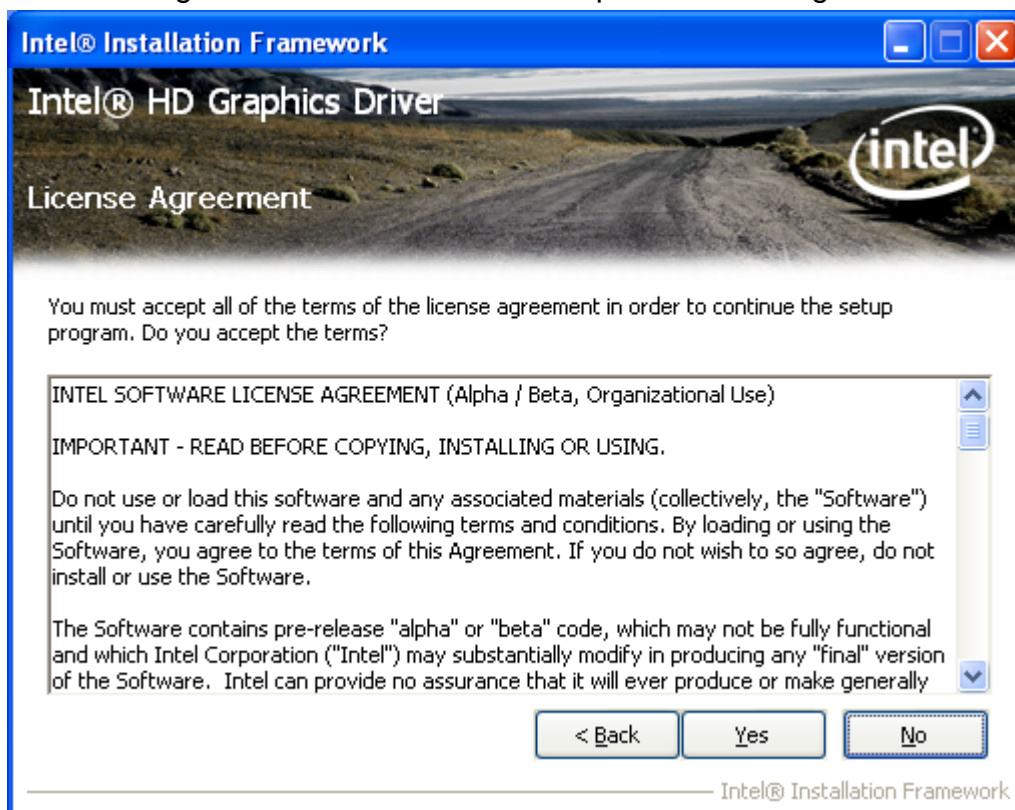 Intel® Installation Framework
Intel® HD Graphics Driver
intel
License Agreement
You must accept all of the terms of the license agreement in order to continue the setup
program. Do you accept the terms?
INTEL SOFTWARE LICENSE AGREEMENT (Alpha / Beta, Organizational Use)
IMPORTANT - READ BEFORE COPYING, INSTALLING OR USING.
Do not use or load this software and any associated materials (collectively, the "Software")
until you have carefully read the following terms and conditions. By loading or using the
Software, you agree to the terms of this Agreement. If you do not wish to so agree, do not
install or use the Software.
The Software contains pre-release "alpha" or "beta" code, which may not be fully functional
and which Intel Corporation ("Intel") may substantially modify in producing any "final" version
of the Software.  Intel can provide no assurance that it will ever produce or make generally
< Back Yes No
Intel® Installation Framework